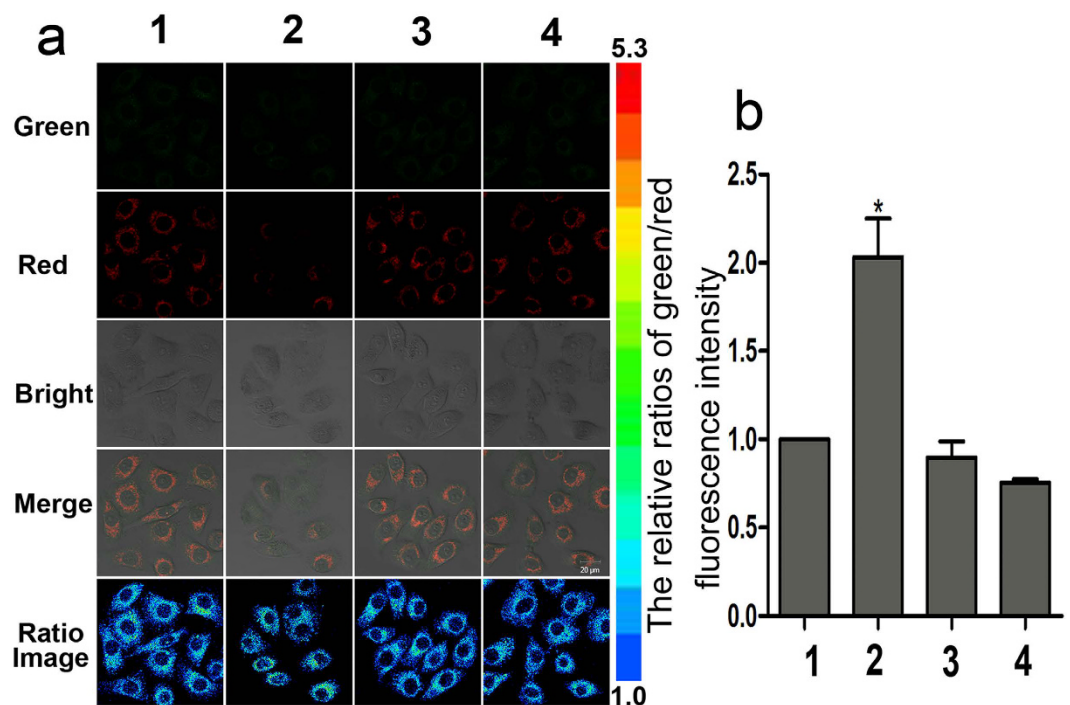 a
1 2 3 4
Green
Red
Bright
Merge
20 µm
Ratio
Image
5.3
The relative ratios of green/red
1.0
b
fluorescence intensity
2.5
*
2.0
1.5
1.0
0.5
0.0
1 2 3 4